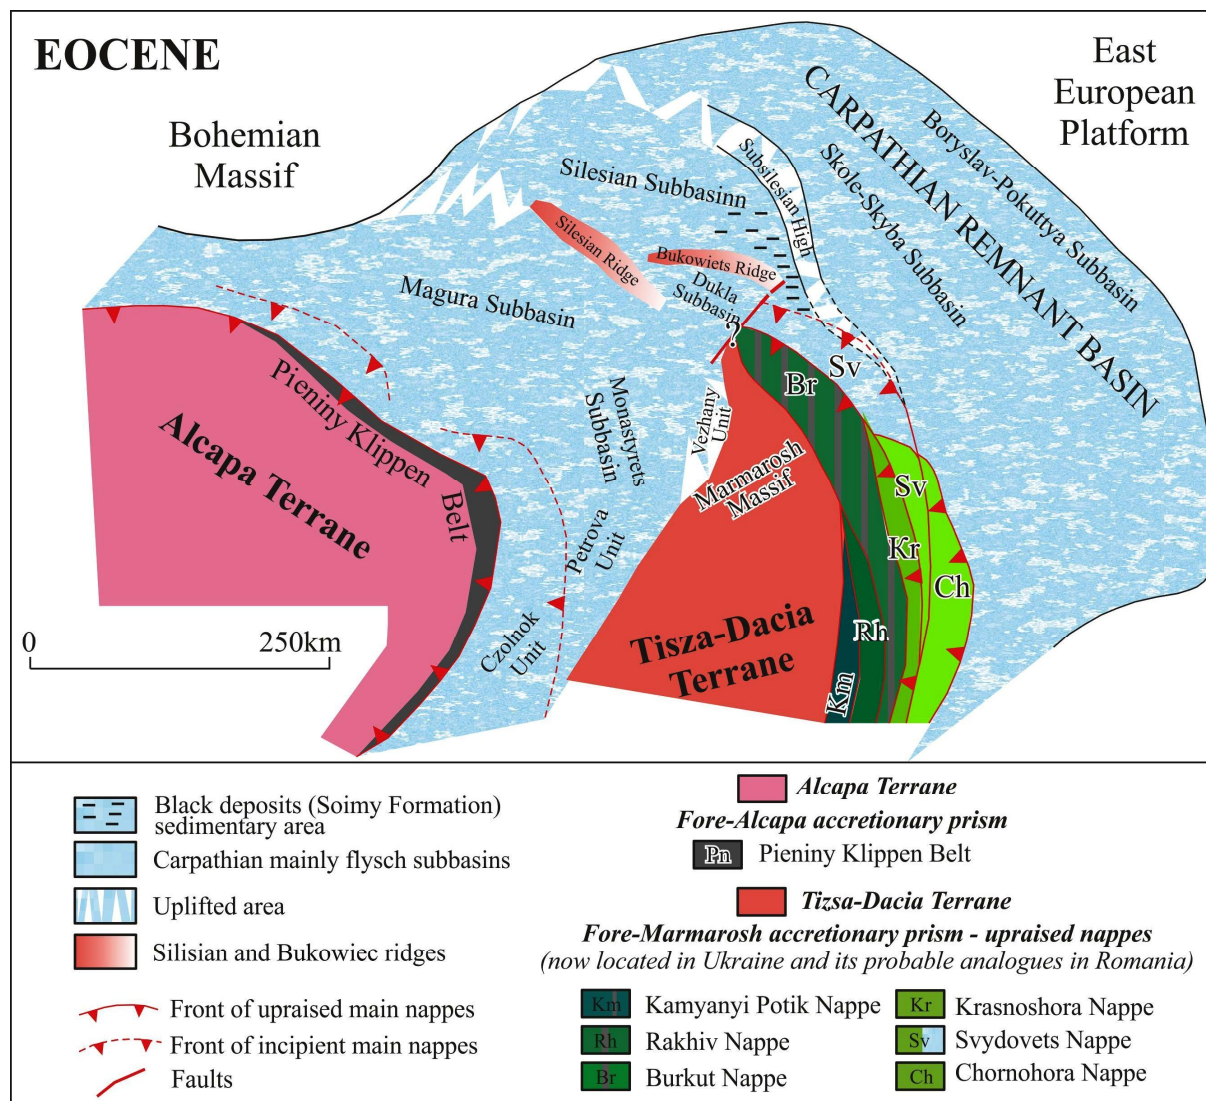 EOCENE
Bohemian
Massif
East
European
Platform
CARPATHIAN REMNANT BASIN
Boryslav-Pokuttya Subbasin
Skole-Skyba Subbasin
Subsilesian High
Silesian Subbasinn
Silesian Ridge
Bukowiets Ridge
Dukla
Subbasin
Magura Subbasin
?
Sv
Br
Vezhany
Unit
Monastyrets
Subbasin
Marmarosh
Massif
Pieniny Klippen
Belt
Alcapa Terrane
Petrova
Unit
Czolnok
Unit
Sv
Kr
Ch
Rh
Km
Tisza-Dacia
Terrane
0
250km
Black deposits (Soimy Formation)
sedimentary area
Carpathian mainly flysch subbasins
Uplifted area
Silisian and Bukowiec ridges
Front of upraised main nappes
Front of incipient main nappes
Faults
Alcapa Terrane
Fore-Alcapa accretionary prism
Pn Pieniny Klippen Belt
Tizsa-Dacia Terrane
Fore-Marmarosh accretionary prism - upraised nappes
(now located in Ukraine and its probable analogues in Romania)
Km Kamyanyi Potik Nappe
Rh Rakhiv Nappe
Br Burkut Nappe
Kr Krasnoshora Nappe
Sv Svydovets Nappe
Ch Chornohora Nappe